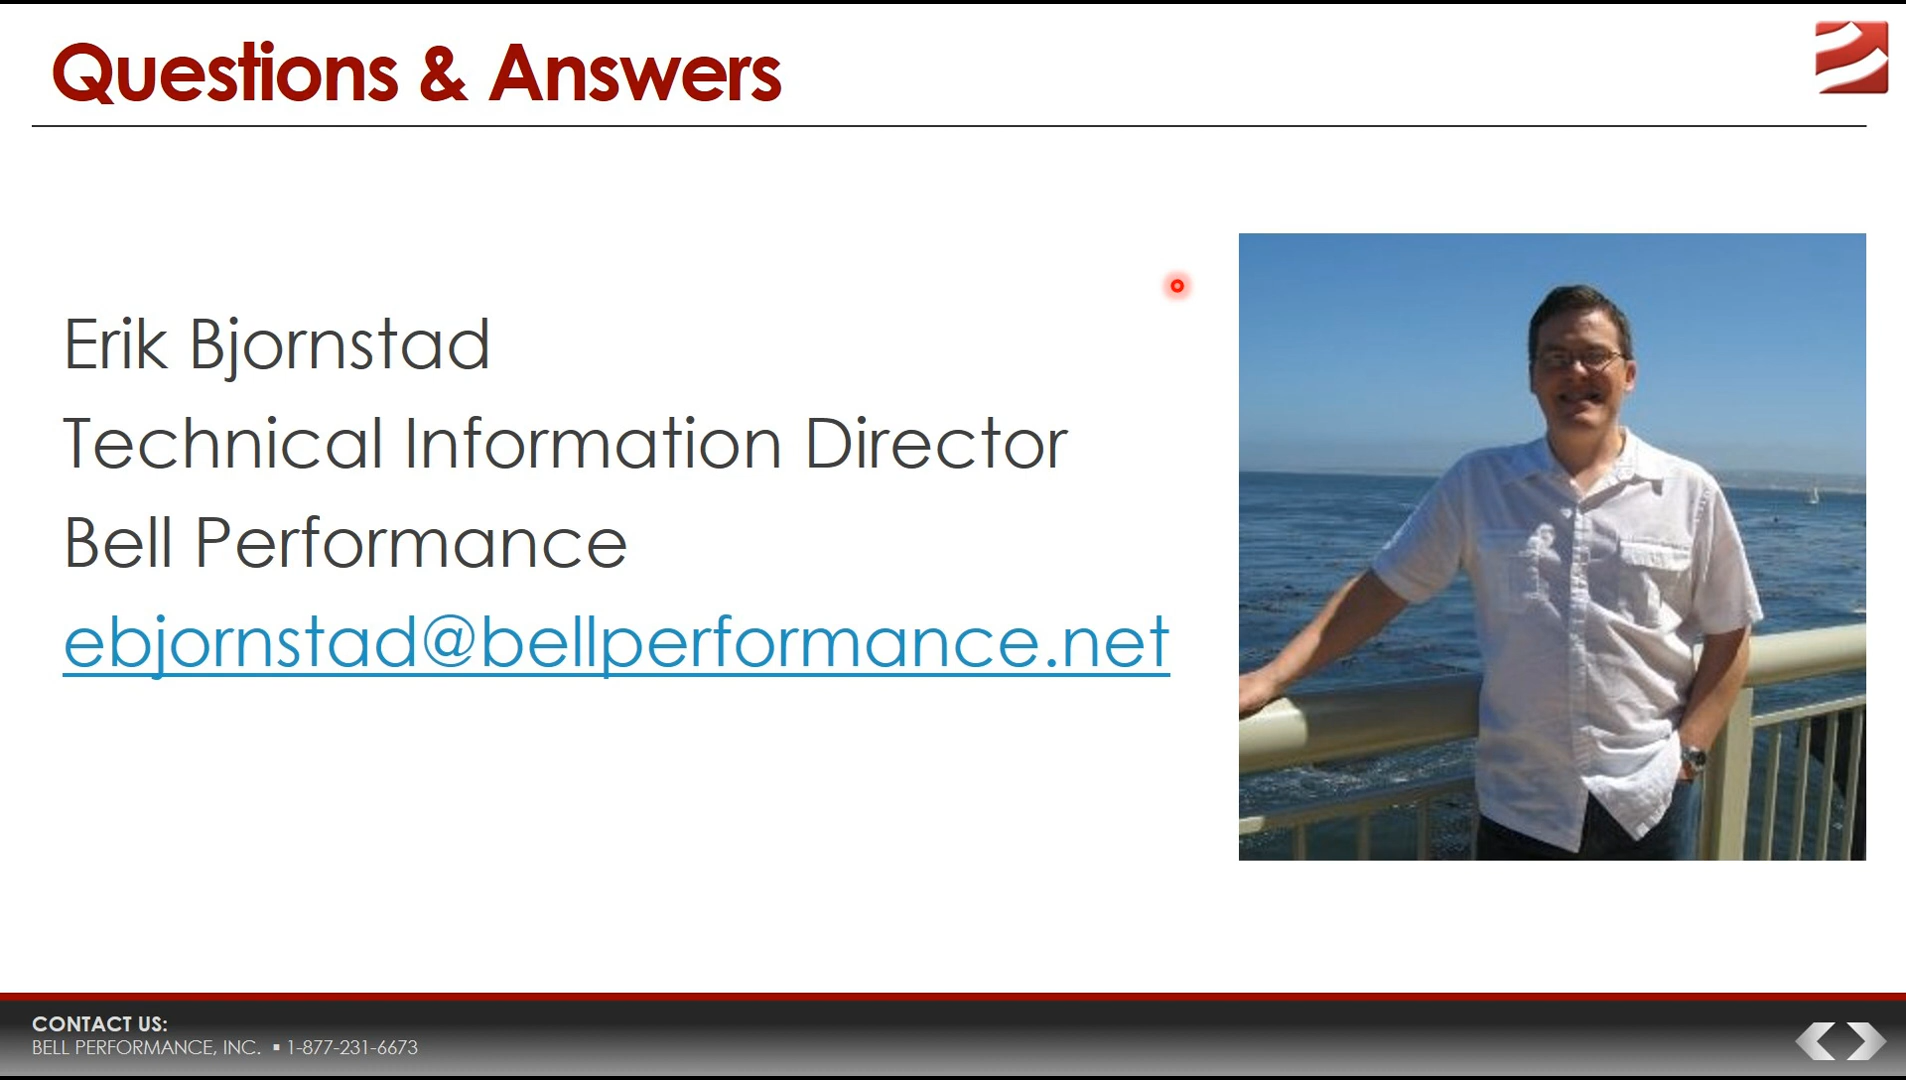 Questions & Answers
Erik Bjornstad
Technical Information Director
Bell Performance
ebjornstad@bellperformance.net
CONTACT US:
BELL PERFORMANCE, INC. ▪ 1-877-231-6673